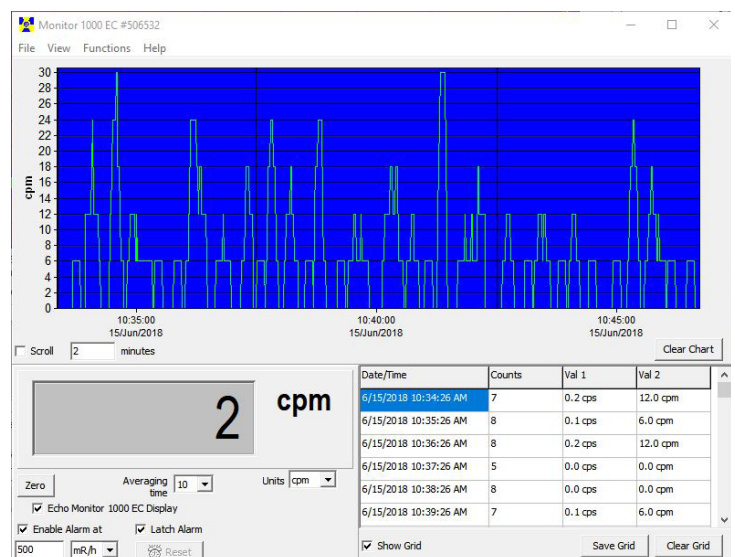 Monitor 1000 EC #506532
File View Functions Help
30
28
26
24
22
20
18
16
14
12
10
8
6
4
2
0
cpm
10:35:00 10:40:00 10:45:00
15/Jun/2018 15/Jun/2018 15/Jun/2018
Scroll 2 minutes Clear Chart
2 cpm
Zero Averaging time 10 Units cpm
Echo Monitor 1000 EC Display
Enable Alarm at Latch Alarm
500 mR/h Reset
Date/Time Counts Val 1 Val 2
6/15/2018 10:34:26 AM 7 0.2 cps 12.0 cpm
6/15/2018 10:35:26 AM 8 0.1 cps 6.0 cpm
6/15/2018 10:36:26 AM 8 0.2 cps 12.0 cpm
6/15/2018 10:37:26 AM 5 0.0 cps 0.0 cpm
6/15/2018 10:38:26 AM 8 0.0 cps 0.0 cpm
6/15/2018 10:39:26 AM 7 0.1 cps 6.0 cpm
Show Grid Save Grid Clear Grid